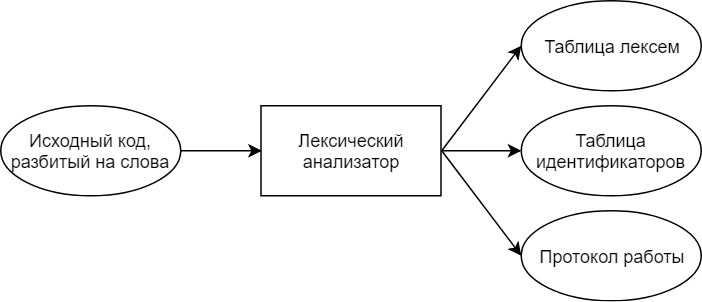 Исходный код,
разбитый на слова
Лексический
анализатор
Таблица лексем
Таблица
идентификаторов
Протокол работы